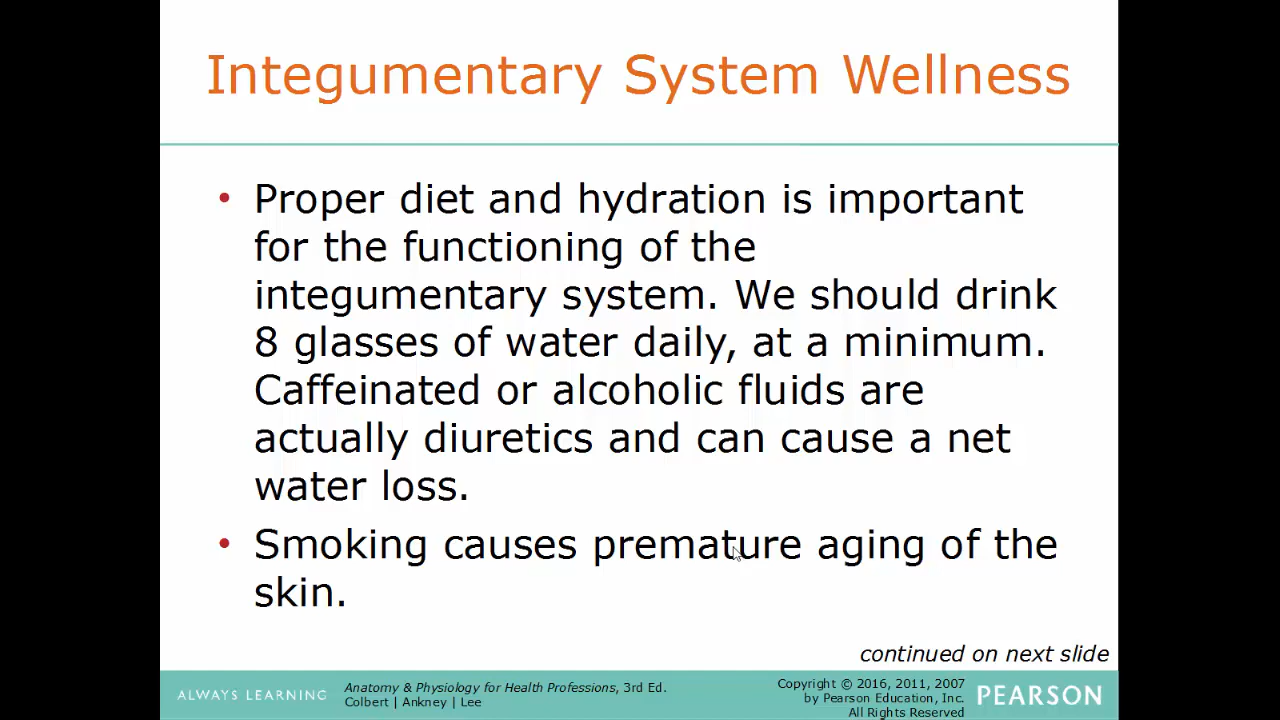 Integumentary System Wellness
• Proper diet and hydration is important
for the functioning of the
integumentary system. We should drink
8 glasses of water daily, at a minimum.
Caffeinated or alcoholic fluids are
actually diuretics and can cause a net
water loss.
• Smoking causes premature aging of the
skin.
continued on next slide
ALWAYS LEARNING
Anatomy & Physiology for Health Professions, 3rd Ed.
Colbert | Ankney | Lee
Copyright © 2016, 2011, 2007
by Pearson Education, Inc.
All Rights Reserved
PEARSON